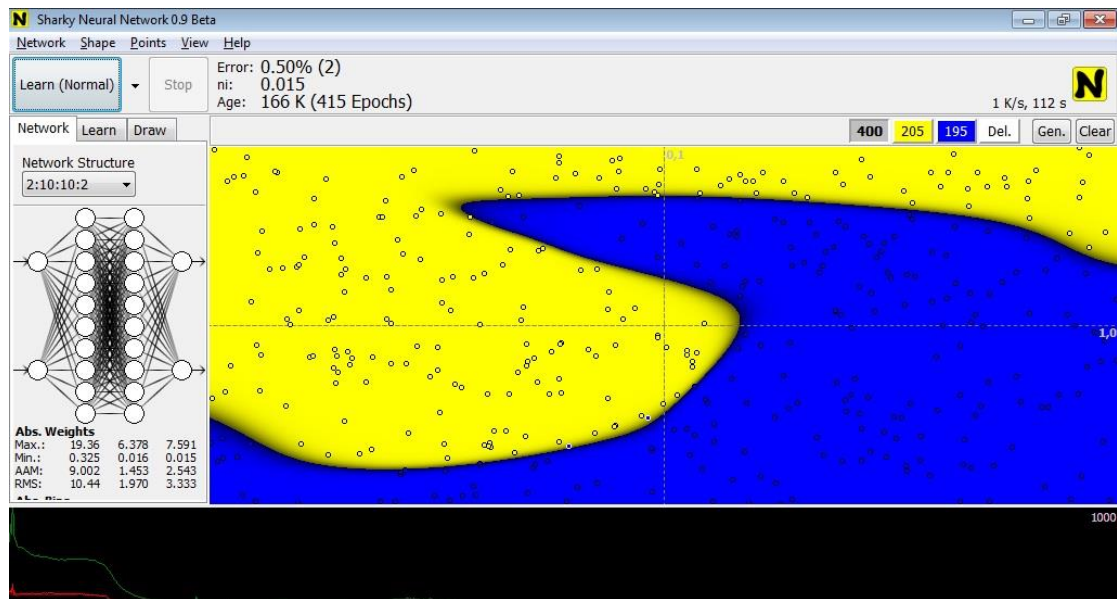 N Sharky Neural Network 0.9 Beta
Network Shape Points View Help
Learn (Normal) Stop
Error: 0.50% (2)
ni: 0.015
Age: 166 K (415 Epochs)
N
1 K/s, 112 s
Network Learn Draw
400 205 195 Del. Gen. Clear
Network Structure
2:10:10:2
0,1
1,0
Abs. Weights
Max.: 19.36 6.378 7.591
Min.: 0.325 0.016 0.015
AAM: 9.002 1.453 2.543
RMS: 10.44 1.970 3.333
1000